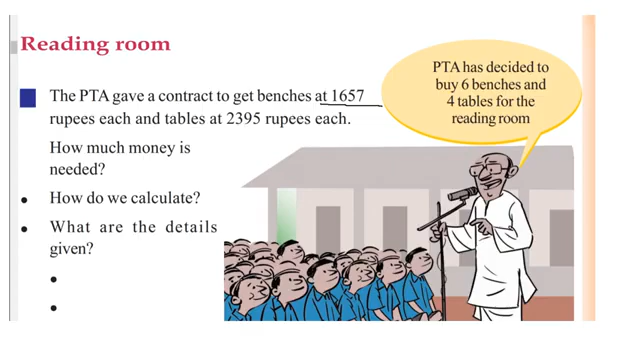 Reading room
PTA has decided to
buy 6 benches and
4 tables for the
reading room
The PTA gave a contract to get benches at 1657
rupees each and tables at 2395 rupees each.
How much money is
needed?
• How do we calculate?
• What are the details
given?
•
•